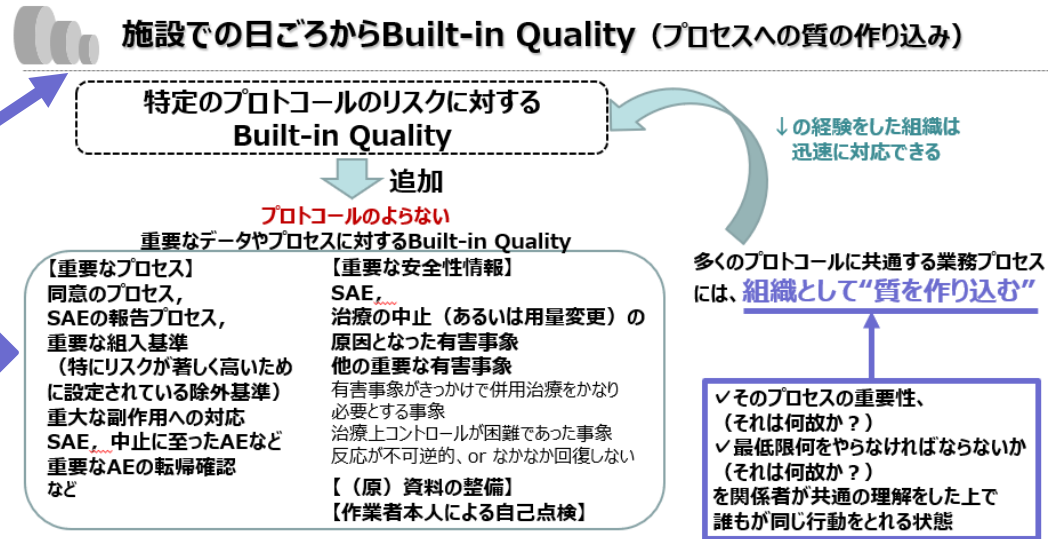 施設での日ごろからBuilt-in Quality（プロセスへの質の作り込み）
特定のプロトコールのリスクに対する
Built-in Quality
追加
プロトコールのよらない
重要なデータやプロセスに対するBuilt-in Quality
【重要なプロセス】
同意のプロセス,
SAEの報告プロセス,
重要な組入基準
（特にリスクが著しく高いため
に設定されている除外基準）
重大な副作用への対応
SAE，中止に至ったAEなど
重要なAEの転帰確認
など
【重要な安全性情報】
SAE，
治療の中止（あるいは用量変更）の
原因となった有害事象
他の重要な有害事象
有害事象がきっかけで併用治療をかなり
必要とする事象
治療上コントロールが困難であった事象
反応が不可逆的、or なかなか回復しない
【（原）資料の整備】
【作業者本人による自己点検】
↓の経験をした組織は
迅速に対応できる
多くのプロトコールに共通する業務プロセス
には、組織として“質を作り込む”
✓そのプロセスの重要性、
（それは何故か？）
✓最低限何をやらなければならないか
（それは何故か？）
を関係者が共通の理解をした上で
誰もが同じ行動をとれる状態